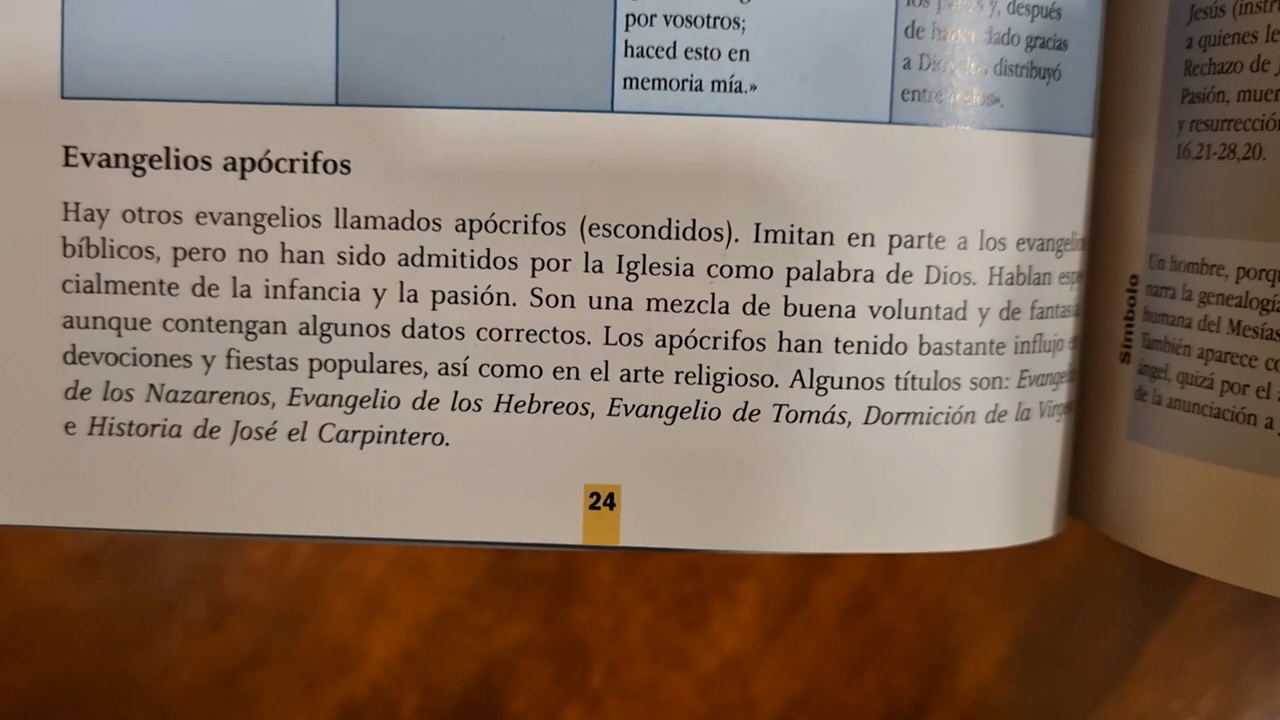 por vosotros;
haced esto en
memoria mía.»
y, después
dado gracias
distribuyó
Evangelios apócrifos
Hay otros evangelios llamados apócrifos (escondidos). Imitan en parte a los
bíblicos, pero no han sido admitidos por la Iglesia como palabra de Dios. Hablan
cialmente de la infancia y la pasión. Son una mezcla de buena voluntad y de
aunque contengan algunos datos correctos. Los apócrifos han tenido bastante influjo
devociones y fiestas populares, así como en el arte religioso. Algunos títulos son:
de los Nazarenos, Evangelio de los Hebreos, Evangelio de Tomás, Dormición de la
e Historia de José el Carpintero.
24
Jesús
a quienes le
Rechazo de
Pasión,
y
16,21-28,20.
Símbolo
Un hombre,
narra la
humana del Mesías
También aparece
ángel, quizá por el
de la anunciación a